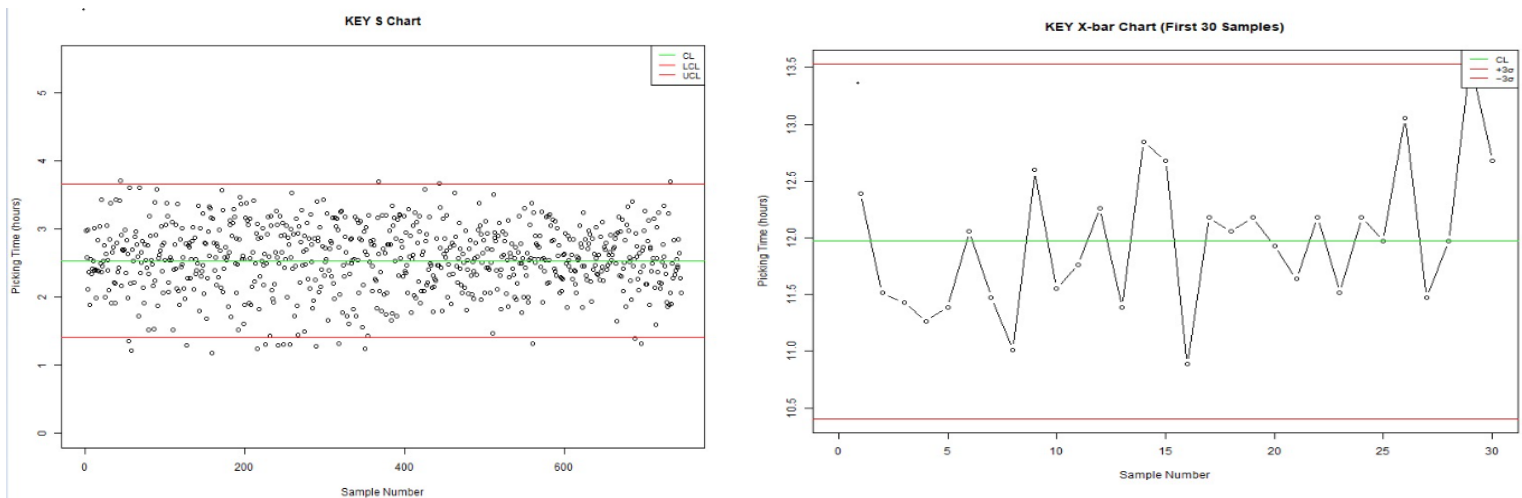 KEY S Chart
CL
LCL
UCL
Picking Time (hours)
5
4
3
2
1
0
0 200 400 600
Sample Number
KEY X-bar Chart (First 30 Samples)
CL
+3σ
−3σ
Picking Time (hours)
13.5
13.0
12.5
12.0
11.5
11.0
10.5
0 5 10 15 20 25 30
Sample Number